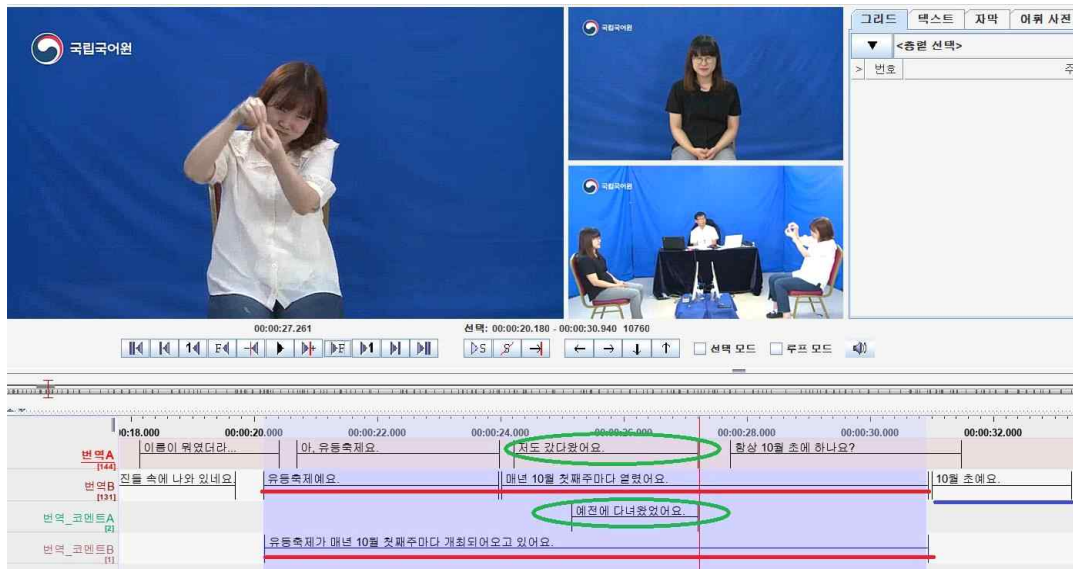 국립국어원
국립국어원
국립국어원
그리드 텍스트 자막 어휘 사전
▼ <층렬 선택>
> 번호 주
00:00:27.261 선택: 00:00:20.180 - 00:00:30.940 10760
선택 모드 루프 모드
00:18.000 00:00:20.000 00:00:22.000 00:00:24.000 00:00:26.000 00:00:28.000 00:00:30.000 00:00:32.000
번역A 이름이 뭐였더라... 아, 유등축제요. 저도 갔다왔어요. 항상 10월 초에 하나요?
[144]
번역B 진들 속에 나와 있네요. 유등축제예요. 매년 10월 첫째주마다 열렸어요. 10월 초예요.
[131]
번역_코멘트A 예전에 다녀왔었어요.
[2]
번역_코멘트B 유등축제가 매년 10월 첫째주마다 개최되어오고 있어요.
[1]